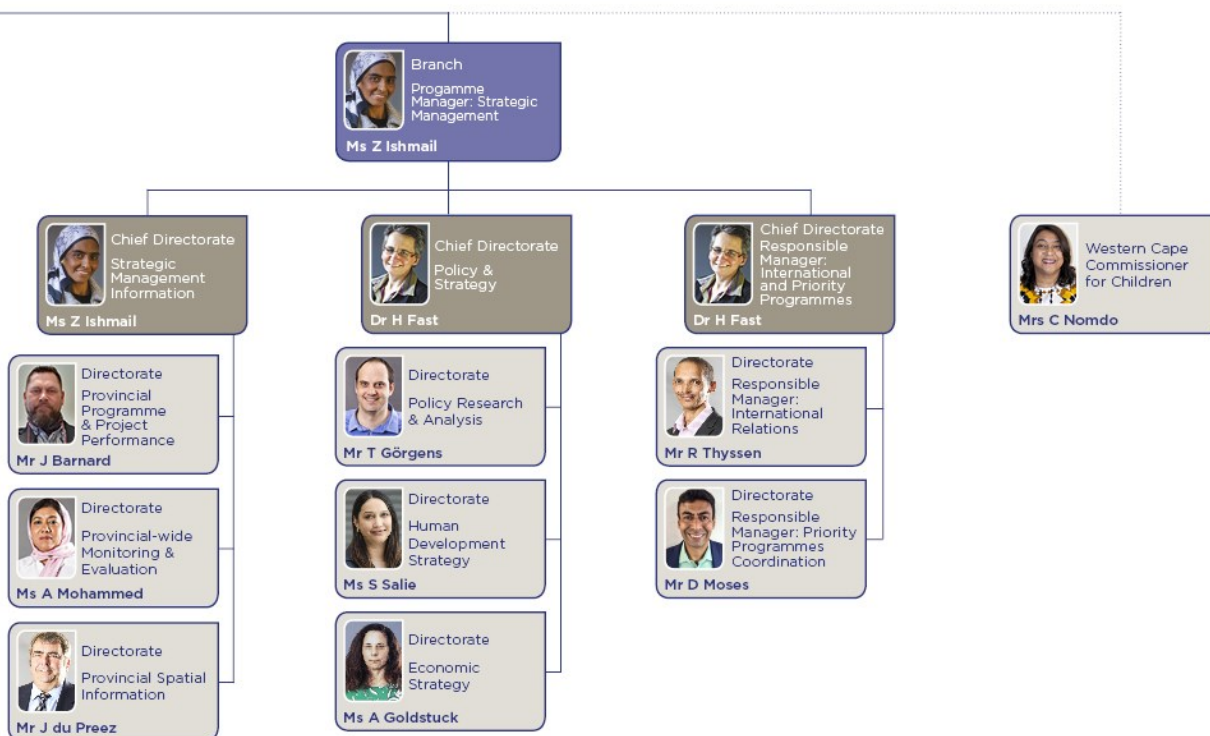 Branch
Progamme
Manager: Strategic
Management
Ms Z Ishmail
Chief Directorate
Strategic
Management
Information
Ms Z Ishmail
Chief Directorate
Policy &
Strategy
Dr H Fast
Chief Directorate
Responsible
Manager:
International
and Priority
Programmes
Dr H Fast
Western Cape
Commissioner
for Children
Mrs C Nomdo
Directorate
Provincial
Programme
& Project
Performance
Mr J Barnard
Directorate
Policy Research
& Analysis
Mr T Görgens
Directorate
Responsible
Manager:
International
Relations
Mr R Thyssen
Directorate
Provincial-wide
Monitoring &
Evaluation
Ms A Mohammed
Directorate
Human
Development
Strategy
Ms S Salie
Directorate
Responsible
Manager: Priority
Programmes
Coordination
Mr D Moses
Directorate
Provincial Spatial
Information
Mr J du Preez
Directorate
Economic
Strategy
Ms A Goldstuck